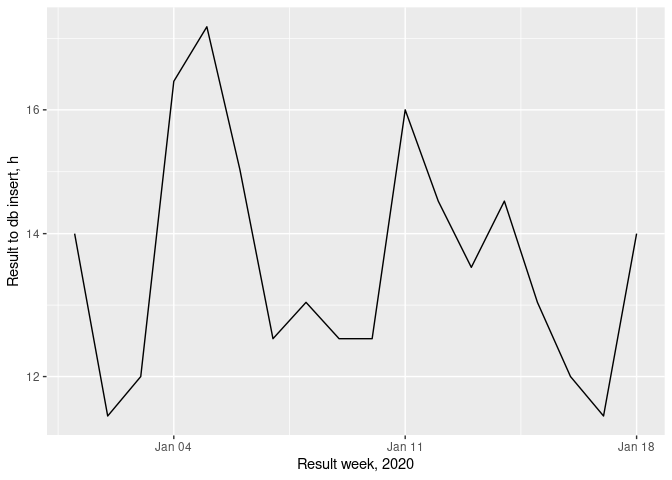 Result to db insert, h
16
14
12
Jan 04
Jan 11
Jan 18
Result week, 2020